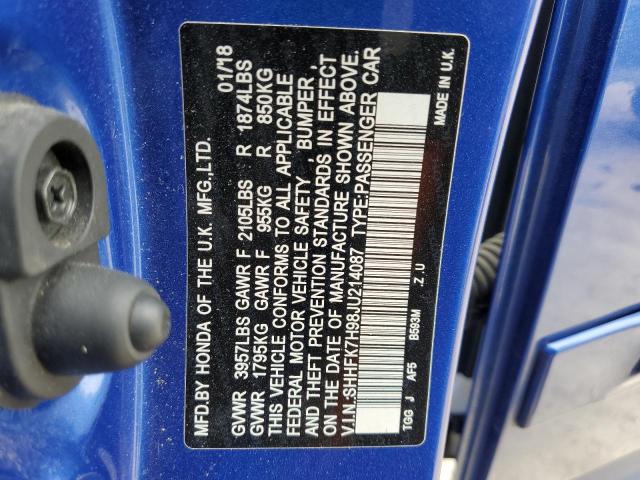 MFD.BY HONDA OF THE U.K. MFG.,LTD. 01/18
GVWR 3957LBS GAWR F 2105LBS R 1874LBS
GVWR 1795KG GAWR F 955KG R 850KG
THIS VEHICLE CONFORMS TO ALL APPLICABLE
FEDERAL MOTOR VEHICLE SAFETY, BUMPER,
AND THEFT PREVENTION STANDARDS IN EFFECT
ON THE DATE OF MANUFACTURE SHOWN ABOVE.
V.I.N.:SHHFK7H98JU214087 TYPE:PASSENGER CAR
Z.U MADE IN U.K.
TGG J AF5 B593M